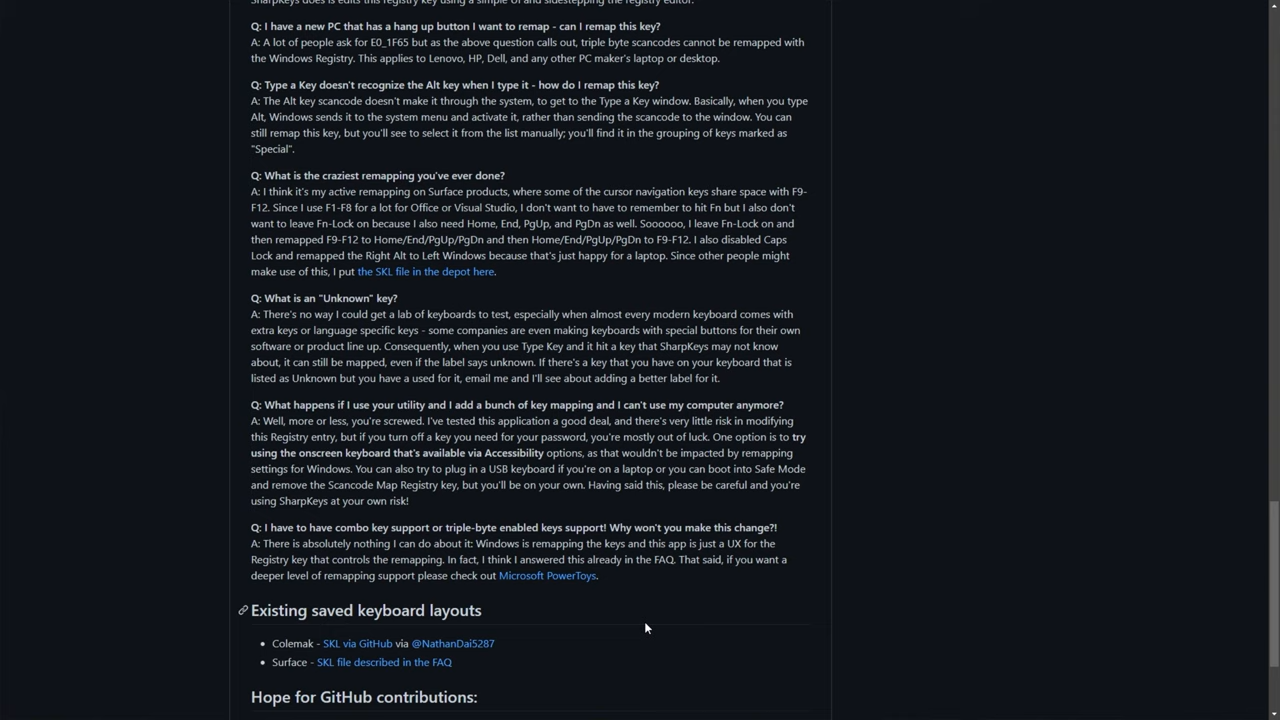 SharpKeys does is edits this registry key using a simple UI and sidestepping the registry editor.
Q: I have a new PC that has a hang up button I want to remap - can I remap this key?
A: A lot of people ask for E0_1F65 but as the above question calls out, triple byte scancodes cannot be remapped with
the Windows Registry. This applies to Lenovo, HP, Dell, and any other PC maker's laptop or desktop.
Q: Type a Key doesn't recognize the Alt key when I type it - how do I remap this key?
A: The Alt key scancode doesn't make it through the system, to get to the Type a Key window. Basically, when you type
Alt, Windows sends it to the system menu and activate it, rather than sending the scancode to the window. You can
still remap this key, but you'll see to select it from the list manually; you'll find it in the grouping of keys marked as
"Special".
Q: What is the craziest remapping you've ever done?
A: I think it's my active remapping on Surface products, where some of the cursor navigation keys share space with F9-
F12. Since I use F1-F8 for a lot for Office or Visual Studio, I don't want to have to remember to hit Fn but I also don't
want to leave Fn-Lock on because I also need Home, End, PgUp, and PgDn as well. Soooooo, I leave Fn-Lock on and
then remapped F9-F12 to Home/End/PgUp/PgDn and then Home/End/PgUp/PgDn to F9-F12. I also disabled Caps
Lock and remapped the Right Alt to Left Windows because that's just happy for a laptop. Since other people might
make use of this, I put the SKL file in the depot here.
Q: What is an "Unknown" key?
A: There's no way I could get a lab of keyboards to test, especially when almost every modern keyboard comes with
extra keys or language specific keys - some companies are even making keyboards with special buttons for their own
software or product line up. Consequently, when you use Type Key and it hit a key that SharpKeys may not know
about, it can still be mapped, even if the label says unknown. If there's a key that you have on your keyboard that is
listed as Unknown but you have a used for it, email me and I'll see about adding a better label for it.
Q: What happens if I use your utility and I add a bunch of key mapping and I can't use my computer anymore?
A: Well, more or less, you're screwed. I've tested this application a good deal, and there's very little risk in modifying
this Registry entry, but if you turn off a key you need for your password, you're mostly out of luck. One option is to try
using the onscreen keyboard that's available via Accessibility options, as that wouldn't be impacted by remapping
settings for Windows. You can also try to plug in a USB keyboard if you're on a laptop or you can boot into Safe Mode
and remove the Scancode Map Registry key, but you'll be on your own. Having said this, please be careful and you're
using SharpKeys at your own risk!
Q: I have to have combo key support or triple-byte enabled keys support! Why won't you make this change?!
A: There is absolutely nothing I can do about it: Windows is remapping the keys and this app is just a UX for the
Registry key that controls the remapping. In fact, I think I answered this already in the FAQ. That said, if you want a
deeper level of remapping support please check out Microsoft PowerToys.
Existing saved keyboard layouts
• Colemak - SKL via GitHub via @NathanDai5287
• Surface - SKL file described in the FAQ
Hope for GitHub contributions: